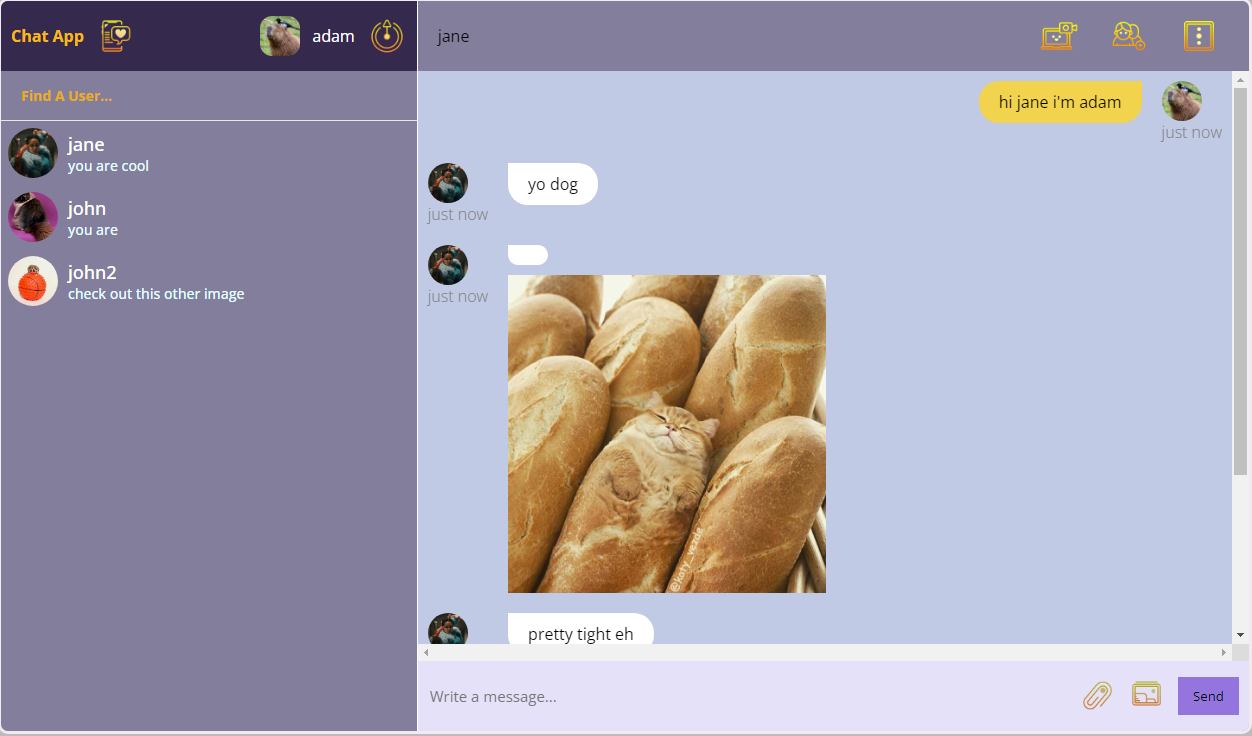 Chat App
adam
jane
Find A User...
jane
you are cool
john
you are
john2
check out this other image
hi jane i'm adam
just now
yo dog
just now
just now
@koty_vezde
pretty tight eh
Write a message...
Send